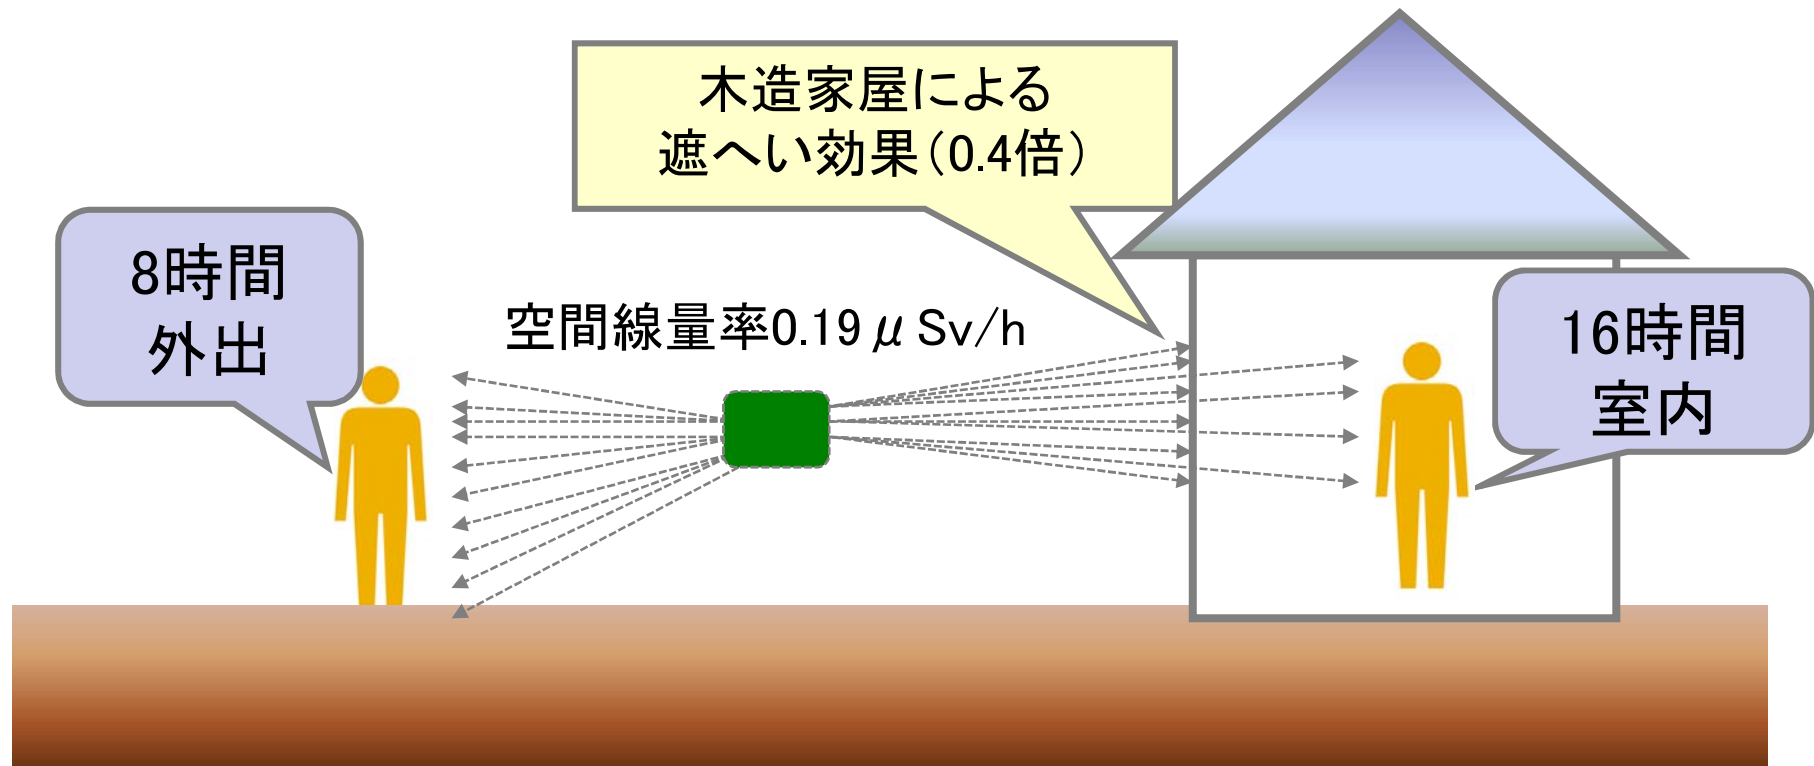 木造家屋による
遮へい効果（0.4倍）
8時間
外出
空間線量率0.19μSv/h
16時間
室内